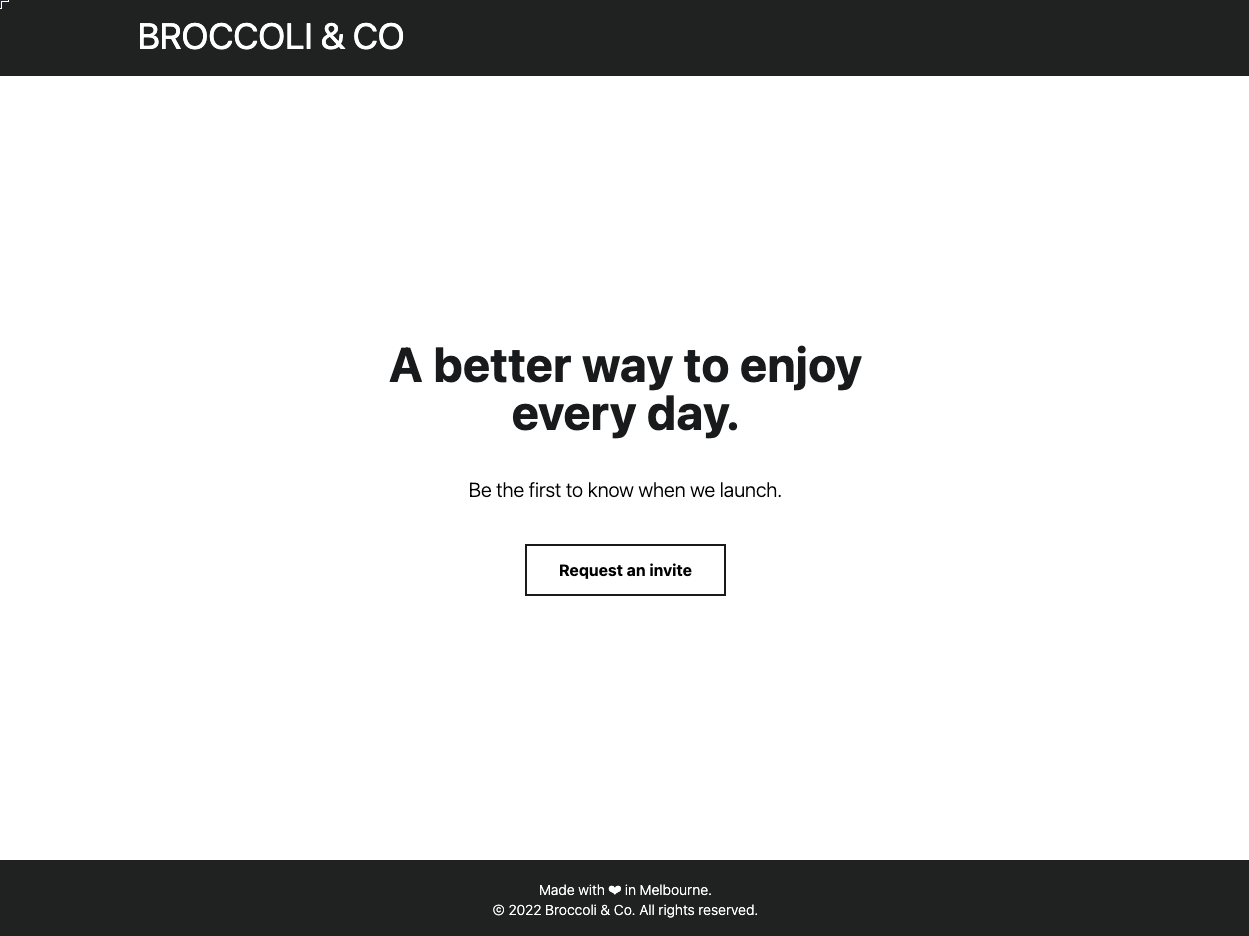 BROCCOLI & CO
A better way to enjoy
every day.
Be the first to know when we launch.
Request an invite
Made with ❤ in Melbourne.
© 2022 Broccoli & Co. All rights reserved.